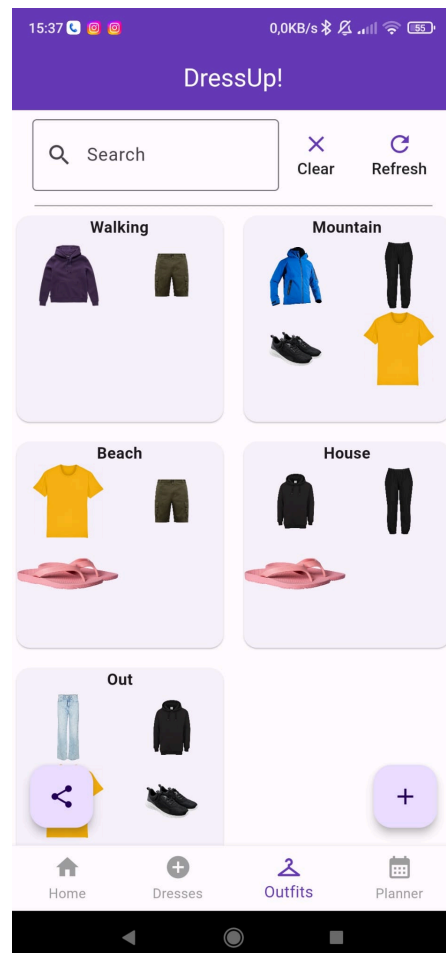 15:37 0,0KB/s 55
DressUp!
Search
Clear Refresh
Walking Mountain
Beach House
Out
Home Dresses Outfits Planner